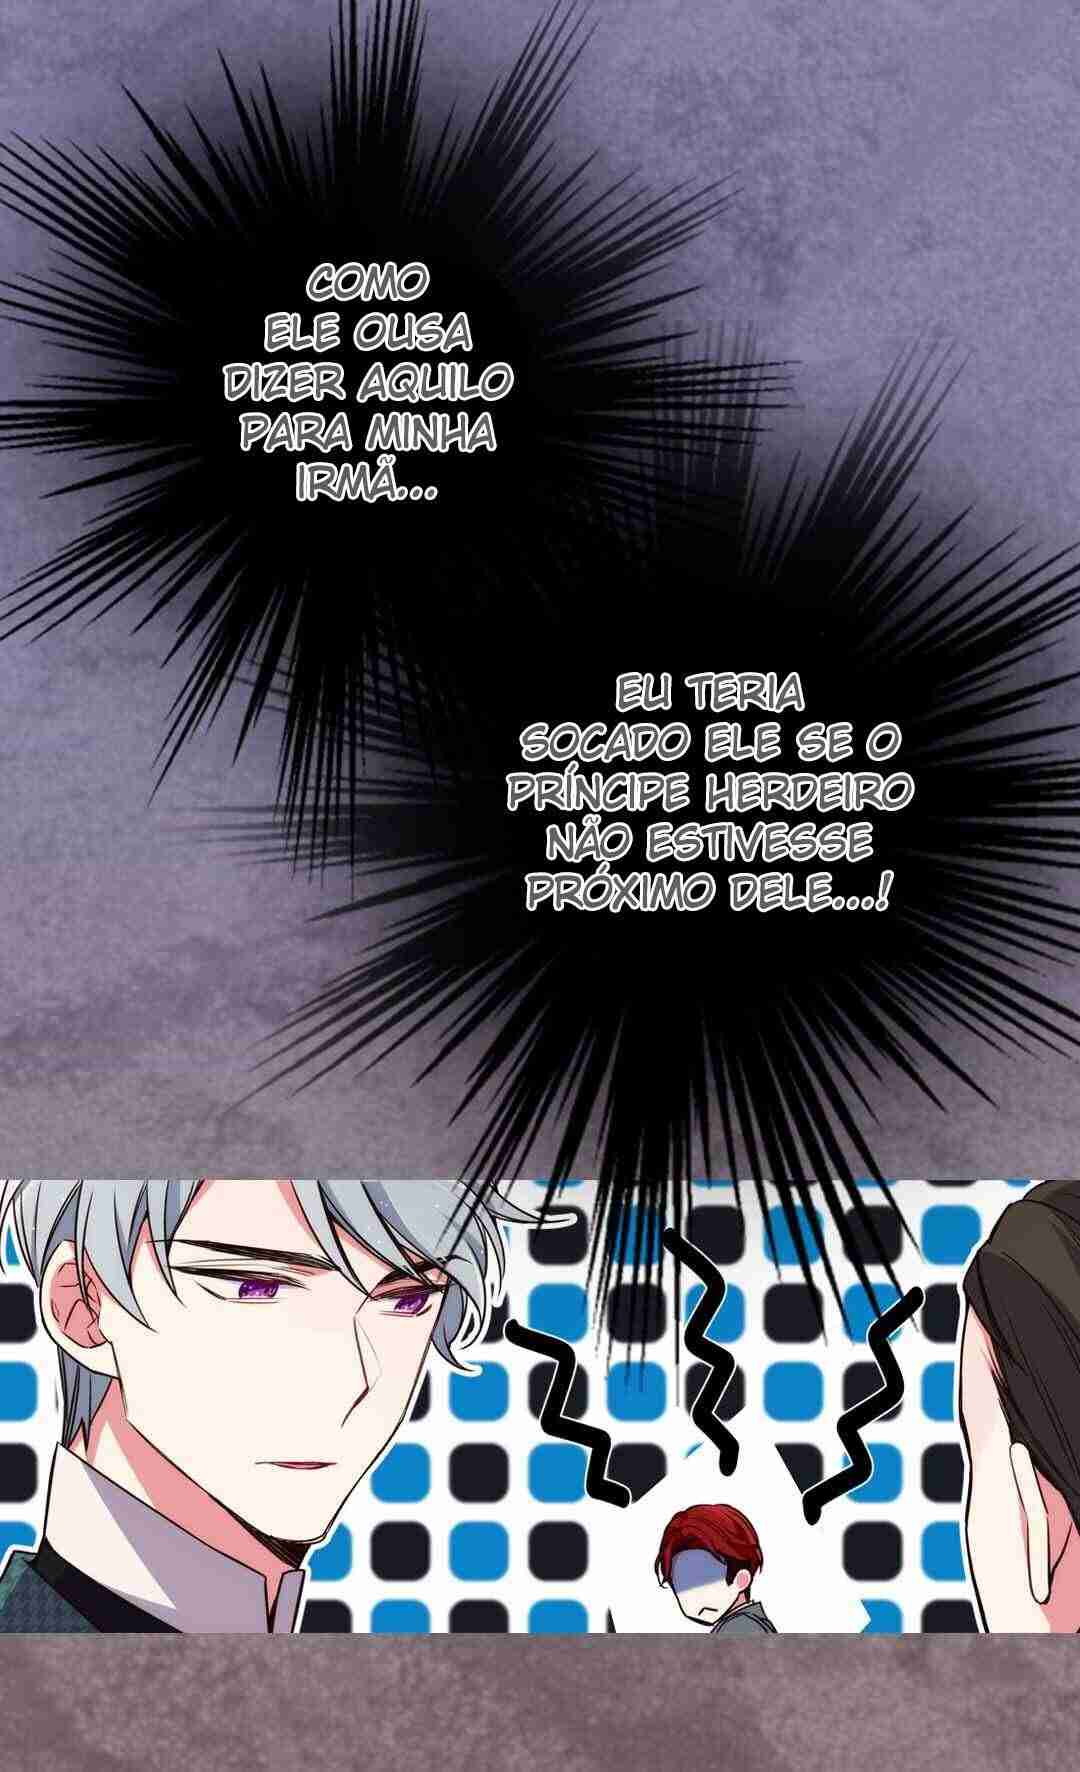 COMO
ELE OUSA
DIZER AQUILO
PARA MINHA
IRMÃ...
EU TERIA
SOCADO ELE SE O
PRÍNCIPE HERDEIRO
NÃO ESTIVESSE
PRÓXIMO DELE...!